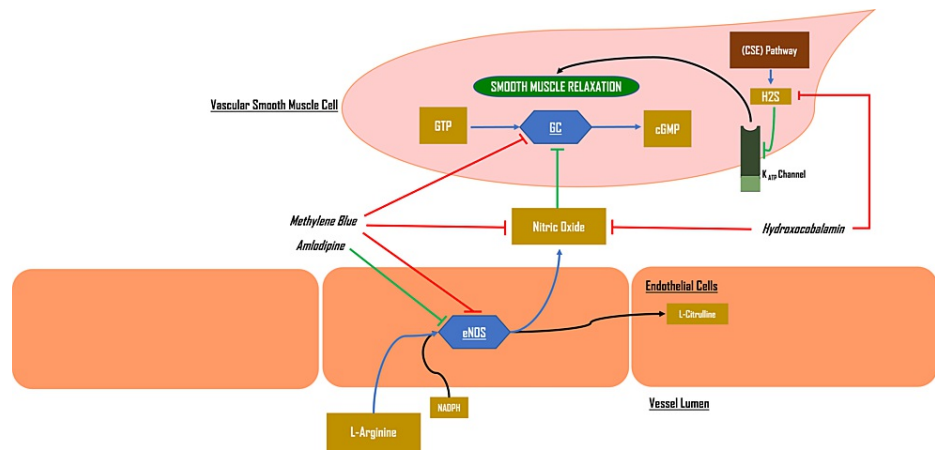 (CSE) Pathway
H2S
SMOOTH MUSCLE RELAXATION
Vascular Smooth Muscle Cell
GTP
GC
cGMP
K ATP Channel
Methylene Blue
Nitric Oxide
Hydroxocobalamin
Amlodipine
Endothelial Cells
L-Citrulline
eNOS
NADPH
Vessel Lumen
L-Arginine